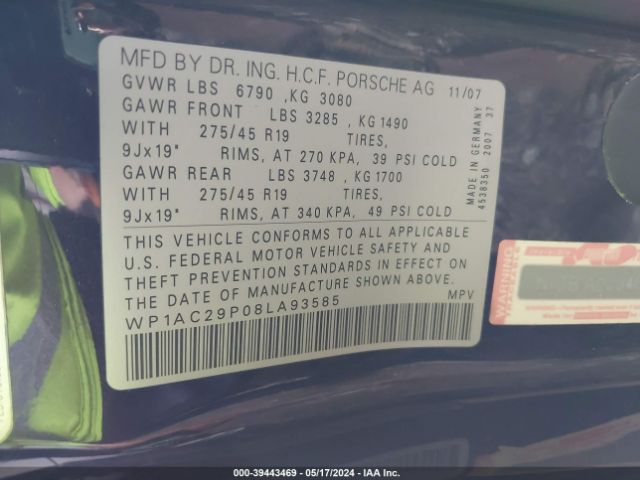 MFD BY DR. ING. H.C.F. PORSCHE AG 11/07
GVWR LBS 6790 , KG 3080
GAWR FRONT LBS 3285 , KG 1490
WITH 275/45 R19 TIRES,
9Jx19" RIMS, AT 270 KPA, 39 PSI COLD
GAWR REAR LBS 3748 , KG 1700
WITH 275/45 R19 TIRES,
9Jx19" RIMS, AT 340 KPA, 49 PSI COLD
THIS VEHICLE CONFORMS TO ALL APPLICABLE
U.S. FEDERAL MOTOR VEHICLE SAFETY AND
THEFT PREVENTION STANDARDS IN EFFECT ON
THE DATE OF MANUFACTURE SHOWN ABOVE.
WP1AC29P08LA93585 MPV
MADE IN GERMANY
4538350 2007 37
WARNING
000-39443469 - 05/17/2024 - IAA Inc.